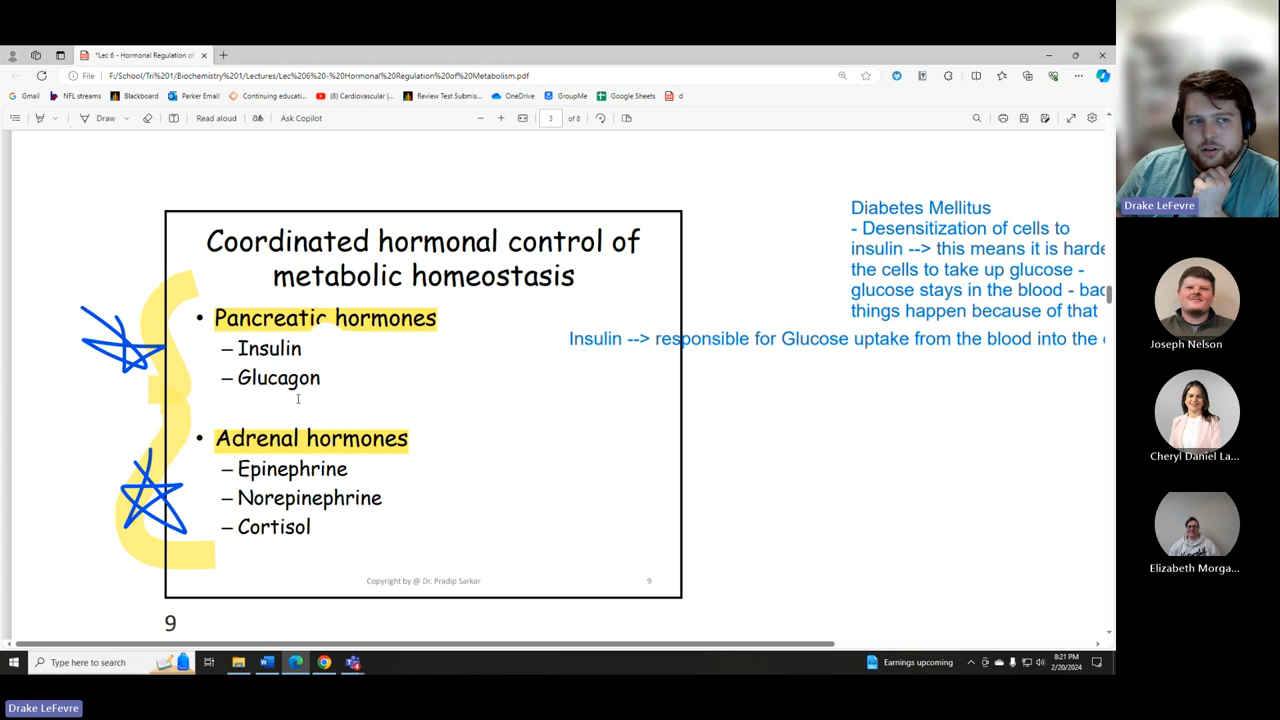 *Lec 6 - Hormonal Regulation of
File
F:/School/Tri%201/Biochemistry%201/Lectures/Lec%206%20-%20Hormonal%20Regulation%20of%20Metabolism.pdf
Gmail
NFL streams
Blackboard
Parker Email
Continuing educati...
(8) Cardiovascular |...
Review Test Submis...
OneDrive
GroupMe
Google Sheets
d
Draw
Read aloud
Ask Copilot
3
of 8
Coordinated hormonal control of
metabolic homeostasis
• Pancreatic hormones
– Insulin
– Glucagon
• Adrenal hormones
– Epinephrine
– Norepinephrine
– Cortisol
Copyright by @ Dr. Pradip Sarkar
9
9
Diabetes Mellitus
- Desensitization of cells to
insulin --> this means it is harde
the cells to take up glucose -
glucose stays in the blood - bad
things happen because of that
Insulin --> responsible for Glucose uptake from the blood into the
Type here to search
Earnings upcoming
8:21 PM
2/20/2024
Drake LeFevre
Joseph Nelson
Cheryl Daniel La...
Elizabeth Morga...
Drake LeFevre